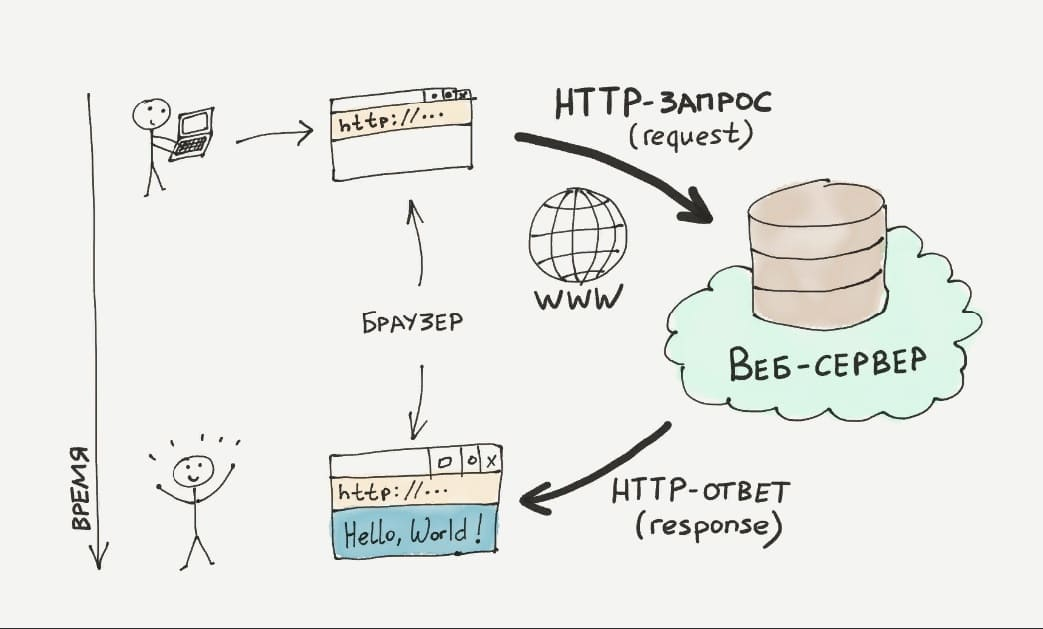 http://...
HTTP-ЗАПРОС
(request)
WWW
БРАУЗЕР
ВЕБ-СЕРВЕР
ВРЕМЯ
http://...
Hello, World!
HTTP-ОТВЕТ
(response)